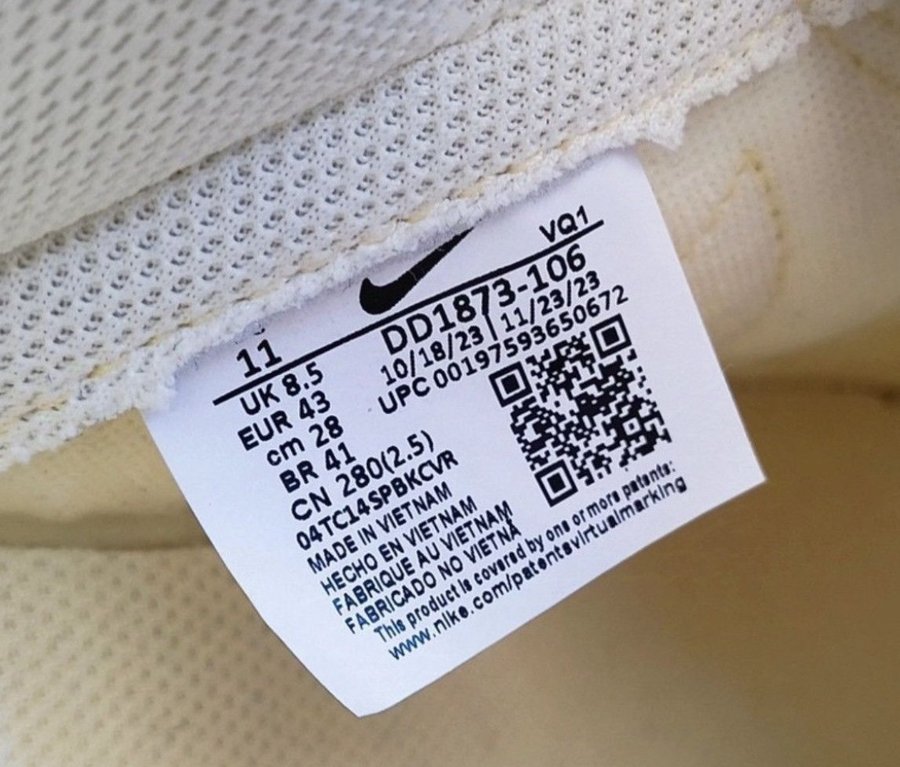 VQ1
11
DD1873-106
UK 8.5
10/18/23 | 11/23/23
EUR 43
UPC 00197593650672
cm 28
BR 41
CN 280(2.5)
04TC14SPBKCVR
MADE IN VIETNAM
HECHO EN VIETNAM
FABRIQUE AU VIETNAM
FABRICADO NO VIETNÃ
This product is covered by one or more patents:
www.nike.com/patentsvirtualmarking